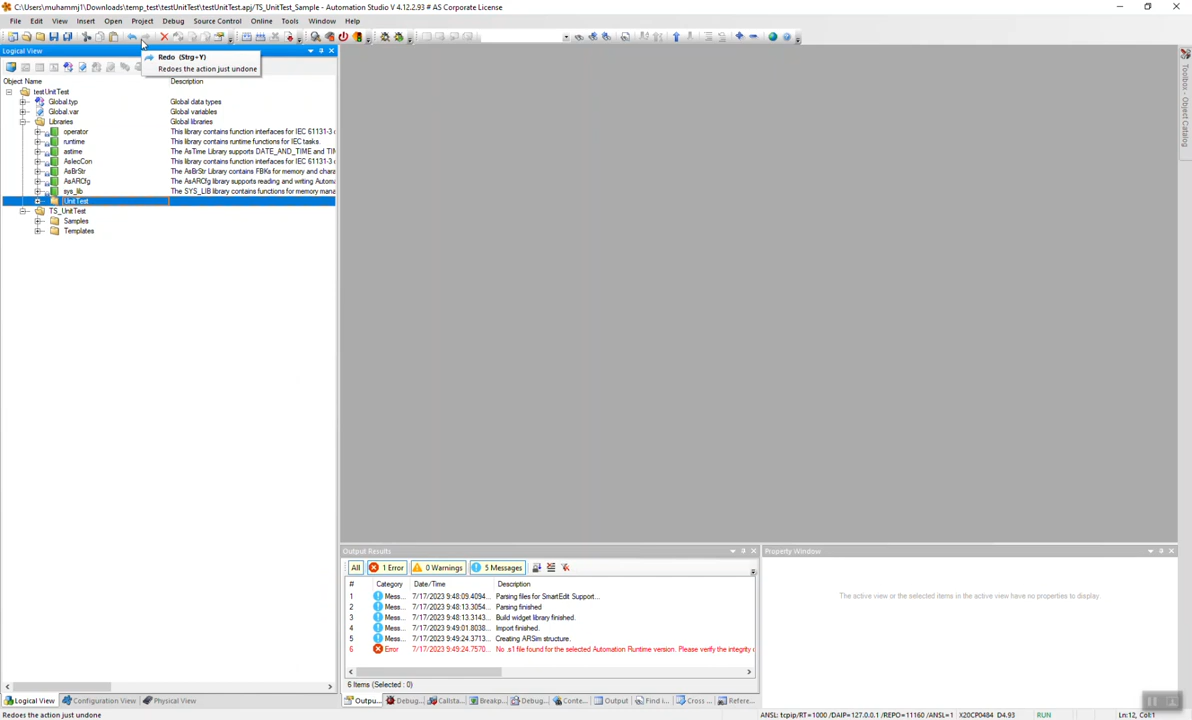 C:\Users\muhammj1\Downloads\temp_test\testUnitTest\testUnitTest.apj/TS_UnitTest_Sample - Automation Studio V 4.12.2.93 # AS Corporate License
File Edit View Insert Open Project Debug Source Control Online Tools Window Help
Logical View
Redo (Strg+Y)
Redoes the action just undone
Object Name Description
testUnitTest
Global.typ Global data types
Global.var Global variables
Libraries Global libraries
operator This library contains function interfaces for IEC 61131-3
runtime This library contains runtime functions for IEC tasks.
astime The AsTime Library supports DATE_AND_TIME and TIM
AsIecCon This library contains function interfaces for IEC 61131-3
AsBrStr The AsBrStr Library contains FBKs for memory and chara
AsARCfg The AsARCfg library supports reading and writing Autom
sys_lib The SYS_LIB library contains functions for memory mana
UnitTest
TS_UnitTest
Samples
Templates
Toolbox - Object Catalog
Output Results
All 1 Error 0 Warnings 5 Messages
# Category Date/Time Description
1 Mess... 7/17/2023 9:48:09.4094... Parsing files for SmartEdit Support...
2 Mess... 7/17/2023 9:48:13.3054... Parsing finished
3 Mess... 7/17/2023 9:48:13.3143... Build widget library finished.
4 Mess... 7/17/2023 9:49:01.8038... Import finished.
5 Mess... 7/17/2023 9:49:24.3713... Creating ARSim structure.
6 Error 7/17/2023 9:49:24.7570... No .s1 file found for the selected Automation Runtime version. Please verify the integrity
6 Items (Selected : 0)
Property Window
The active view or the selected items in the active view have no properties to display.
Logical View Configuration View Physical View
Outpu... Debug... Callsta... Breakp... Debug... Conte... Output Find i... Cross ... Refere...
Redoes the action just undone
ANSL: tcpip/RT=1000 /DAIP=127.0.0.1 /REPO=11160 /ANSL=1 X20CP0484 D4.93 RUN Ln:12, Col:1